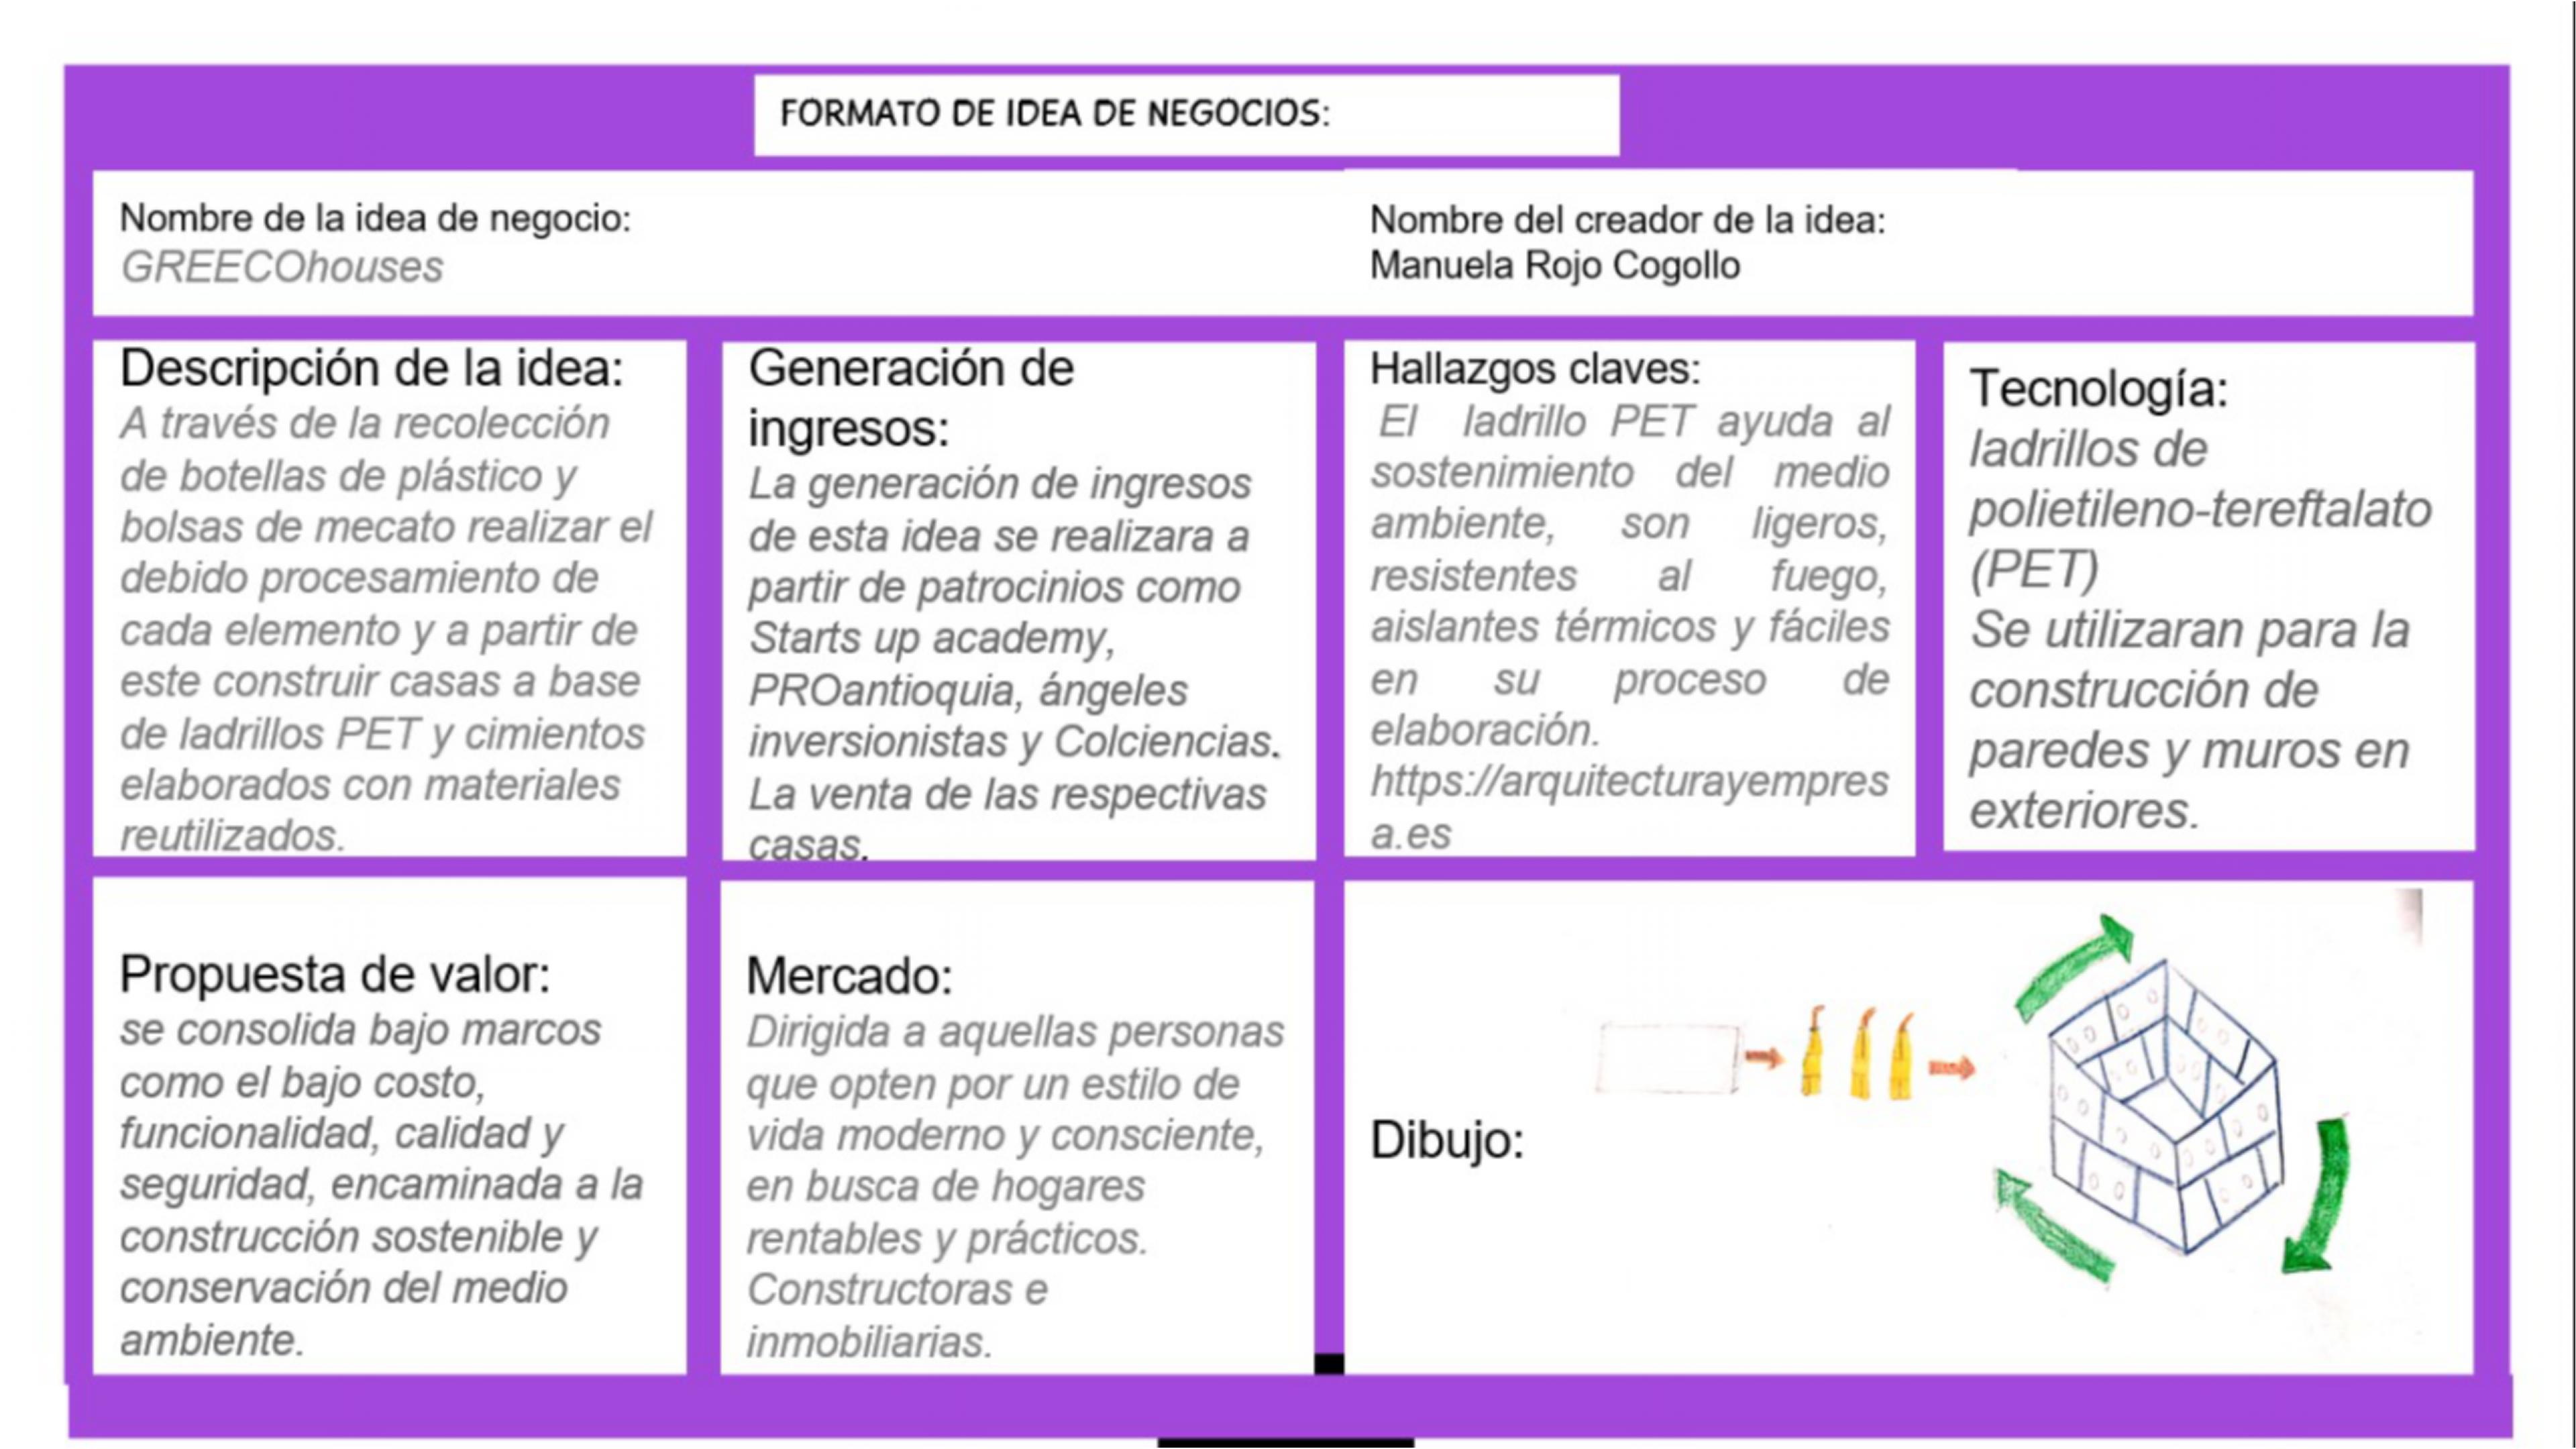 FORMATO DE IDEA DE NEGOCIOS:
Nombre de la idea de negocio:
GREECOhouses
Nombre del creador de la idea:
Manuela Rojo Cogollo
Descripción de la idea:
A través de la recolección
de botellas de plástico y
bolsas de mecato realizar el
debido procesamiento de
cada elemento y a partir de
este construir casas a base
de ladrillos PET y cimientos
elaborados con materiales
reutilizados.
Generación de
ingresos:
La generación de ingresos
de esta idea se realizara a
partir de patrocinios como
Starts up academy,
PROantioquia, ángeles
inversionistas y Colciencias.
La venta de las respectivas
casas.
Hallazgos claves:
El ladrillo PET ayuda al
sostenimiento del medio
ambiente, son ligeros,
resistentes al fuego,
aislantes térmicos y fáciles
en su proceso de
elaboración.
https://arquitecturayempres
a.es
Tecnología:
ladrillos de
polietileno-tereftalato
(PET)
Se utilizaran para la
construcción de
paredes y muros en
exteriores.
Propuesta de valor:
se consolida bajo marcos
como el bajo costo,
funcionalidad, calidad y
seguridad, encaminada a la
construcción sostenible y
conservación del medio
ambiente.
Mercado:
Dirigida a aquellas personas
que opten por un estilo de
vida moderno y consciente,
en busca de hogares
rentables y prácticos.
Constructoras e
inmobiliarias.
Dibujo: